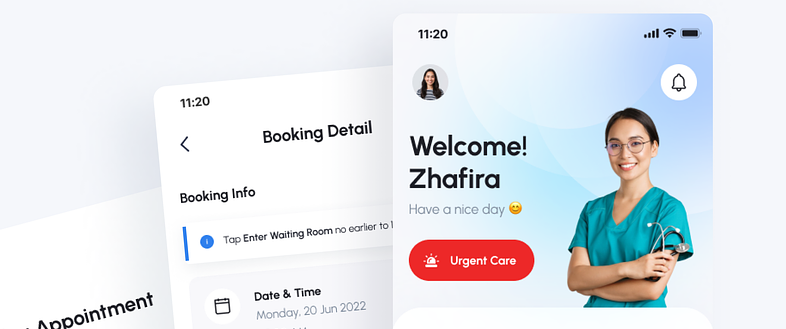 11:20
Welcome!
Zhafira
Have a nice day 😊
Urgent Care
11:20
Booking Detail
Booking Info
Tap Enter Waiting Room no earlier to
Date & Time
Monday, 20 Jun 2022
Appointment